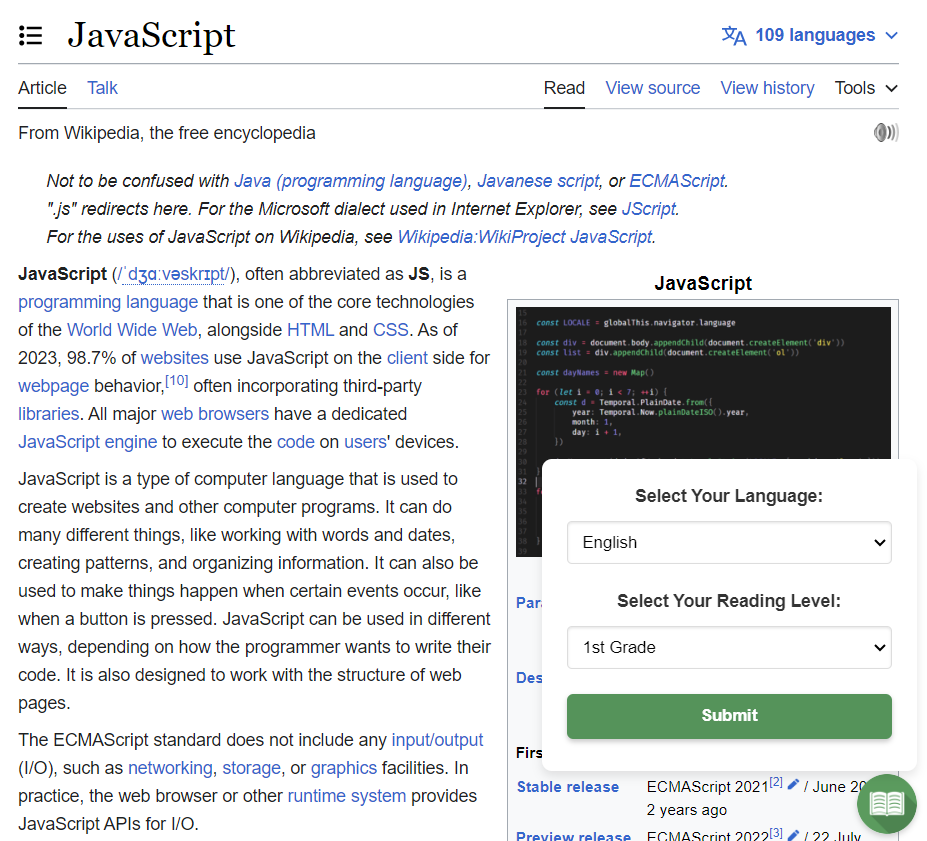 JavaScript
109 languages
Article Talk
Read View source View history Tools
From Wikipedia, the free encyclopedia
Not to be confused with Java (programming language), Javanese script, or ECMAScript.
".js" redirects here. For the Microsoft dialect used in Internet Explorer, see JScript.
For the uses of JavaScript on Wikipedia, see Wikipedia:WikiProject JavaScript.
JavaScript (/ˈdʒɑːvəskrɪpt/), often abbreviated as JS, is a
programming language that is one of the core technologies
of the World Wide Web, alongside HTML and CSS. As of
2023, 98.7% of websites use JavaScript on the client side for
webpage behavior,[10] often incorporating third-party
libraries. All major web browsers have a dedicated
JavaScript engine to execute the code on users' devices.
JavaScript is a type of computer language that is used to
create websites and other computer programs. It can do
many different things, like working with words and dates,
creating patterns, and organizing information. It can also be
used to make things happen when certain events occur, like
when a button is pressed. JavaScript can be used in different
ways, depending on how the programmer wants to write their
code. It is also designed to work with the structure of web
pages.
The ECMAScript standard does not include any input/output
(I/O), such as networking, storage, or graphics facilities. In
practice, the web browser or other runtime system provides
JavaScript APIs for I/O.
JavaScript
15
16 const LOCALE = globalThis.navigator.language
17
18 const div = document.body.appendChild(document.createElement('div'))
19 const list = div.appendChild(document.createElement('ol'))
20
21 const dayNames = new Map()
22
23 for (let i = 0; i < 7; ++i) {
24 const d = Temporal.PlainDate.from({
25 year: Temporal.Now.plainDateISO().year,
26 month: 1,
27 day: i + 1,
28 })
29
30
31 }
32
33
34
35
36
37
38 }
39
Select Your Language:
English
Select Your Reading Level:
1st Grade
Submit
Par
Des
Firs
Stable release ECMAScript 2021[2] / June 20
2 years ago
Preview release ECMAScript 2022[3] / 22 July